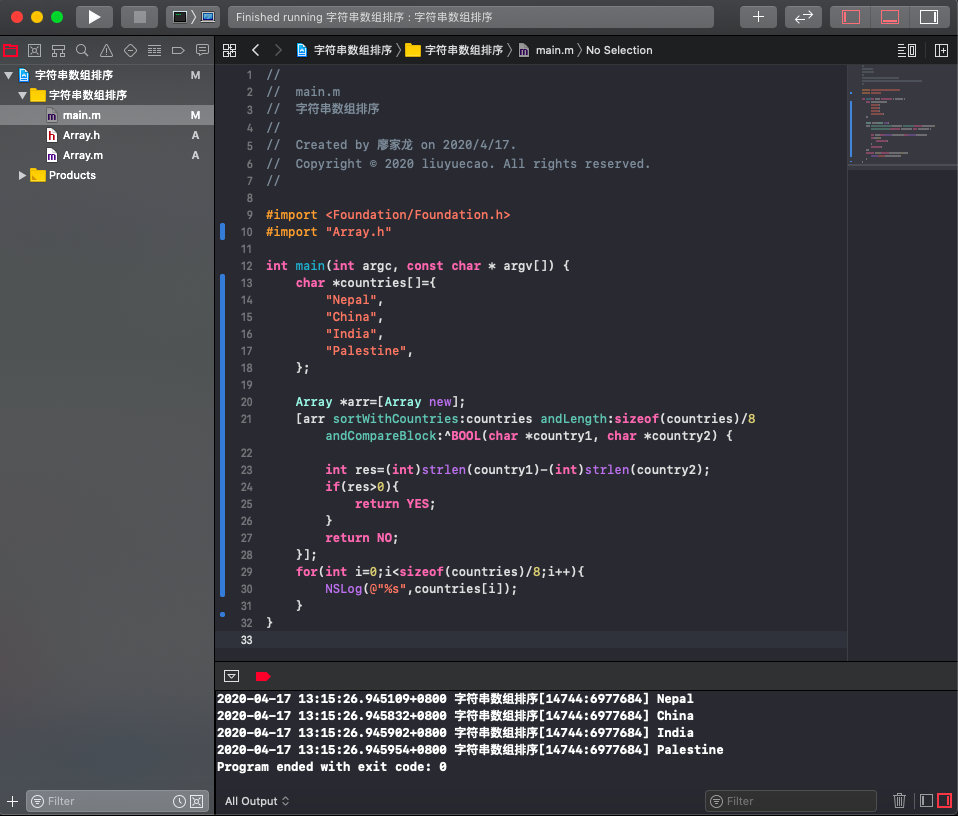 Finished running 字符串数组排序 : 字符串数组排序
字符串数组排序 〉 字符串数组排序 〉 main.m 〉 No Selection
字符串数组排序 M
字符串数组排序
main.m M
Array.h A
Array.m A
Products
1 //
2 //  main.m
3 //  字符串数组排序
4 //
5 //  Created by 廖家龙 on 2020/4/17.
6 //  Copyright © 2020 liuyuecao. All rights reserved.
7 //
8
9 #import <Foundation/Foundation.h>
10 #import "Array.h"
11
12 int main(int argc, const char * argv[]) {
13     char *countries[]={
14         "Nepal",
15         "China",
16         "India",
17         "Palestine",
18     };
19
20     Array *arr=[Array new];
21     [arr sortWithCountries:countries andLength:sizeof(countries)/8
        andCompareBlock:^BOOL(char *country1, char *country2) {
22
23         int res=(int)strlen(country1)-(int)strlen(country2);
24         if(res>0){
25             return YES;
26         }
27         return NO;
28     }];
29     for(int i=0;i<sizeof(countries)/8;i++){
30         NSLog(@"%s",countries[i]);
31     }
32 }
33
2020-04-17 13:15:26.945109+0800 字符串数组排序[14744:6977684] Nepal
2020-04-17 13:15:26.945832+0800 字符串数组排序[14744:6977684] China
2020-04-17 13:15:26.945902+0800 字符串数组排序[14744:6977684] India
2020-04-17 13:15:26.945954+0800 字符串数组排序[14744:6977684] Palestine
Program ended with exit code: 0
Filter
All Output
Filter